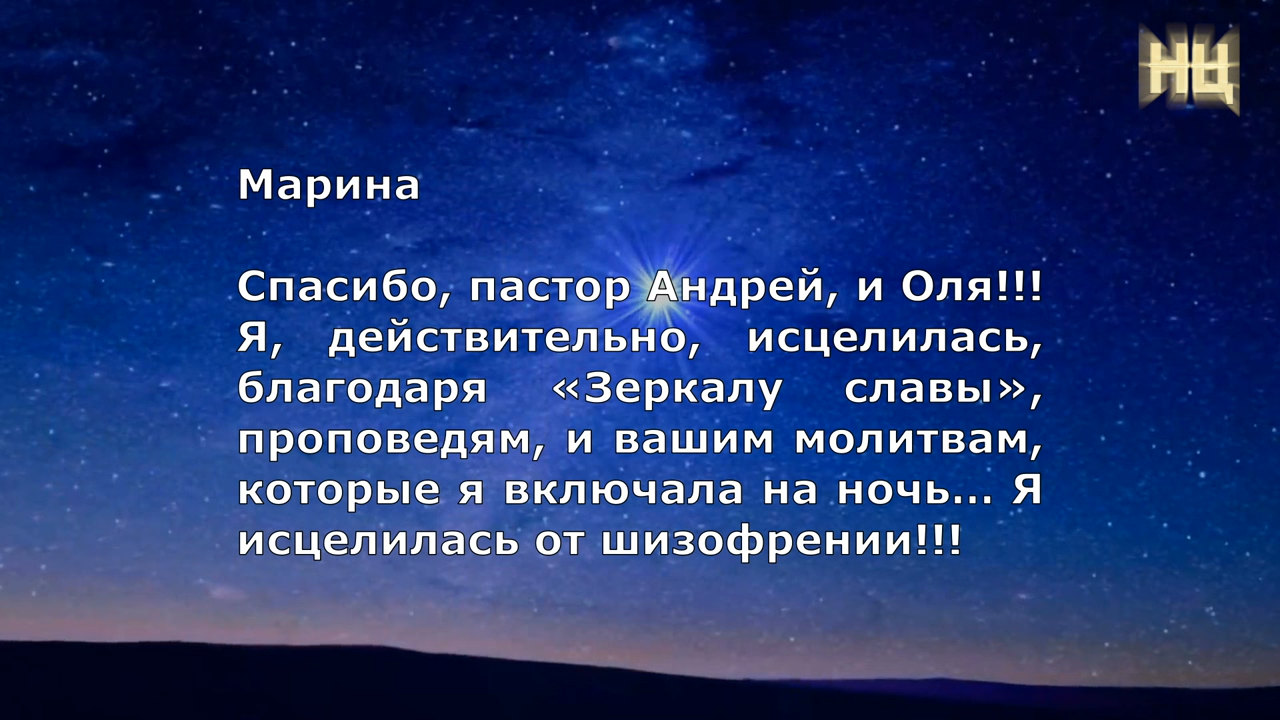 НЦ
Марина
Спасибо, пастор Андрей, и Оля!!!
Я, действительно, исцелилась,
благодаря «Зеркалу славы»,
проповедям, и вашим молитвам,
которые я включала на ночь... Я
исцелилась от шизофрении!!!